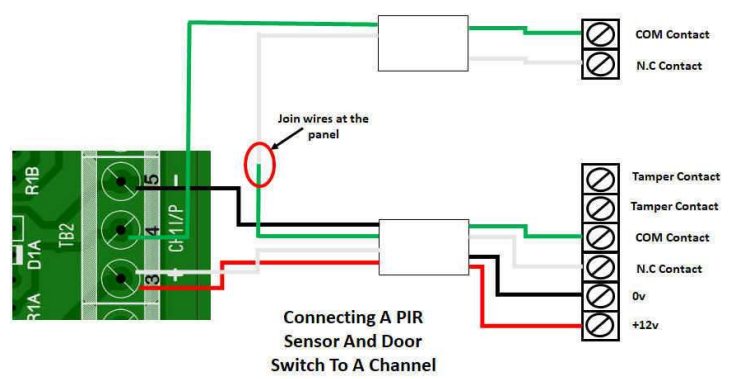 COM Contact
N.C Contact
Join wires at the
panel
Tamper Contact
Tamper Contact
COM Contact
N.C Contact
0v
+12v
R1B
D1A
R1A
TB2
5
4
3
-
+
CH1 I/P
Connecting A PIR
Sensor And Door
Switch To A Channel